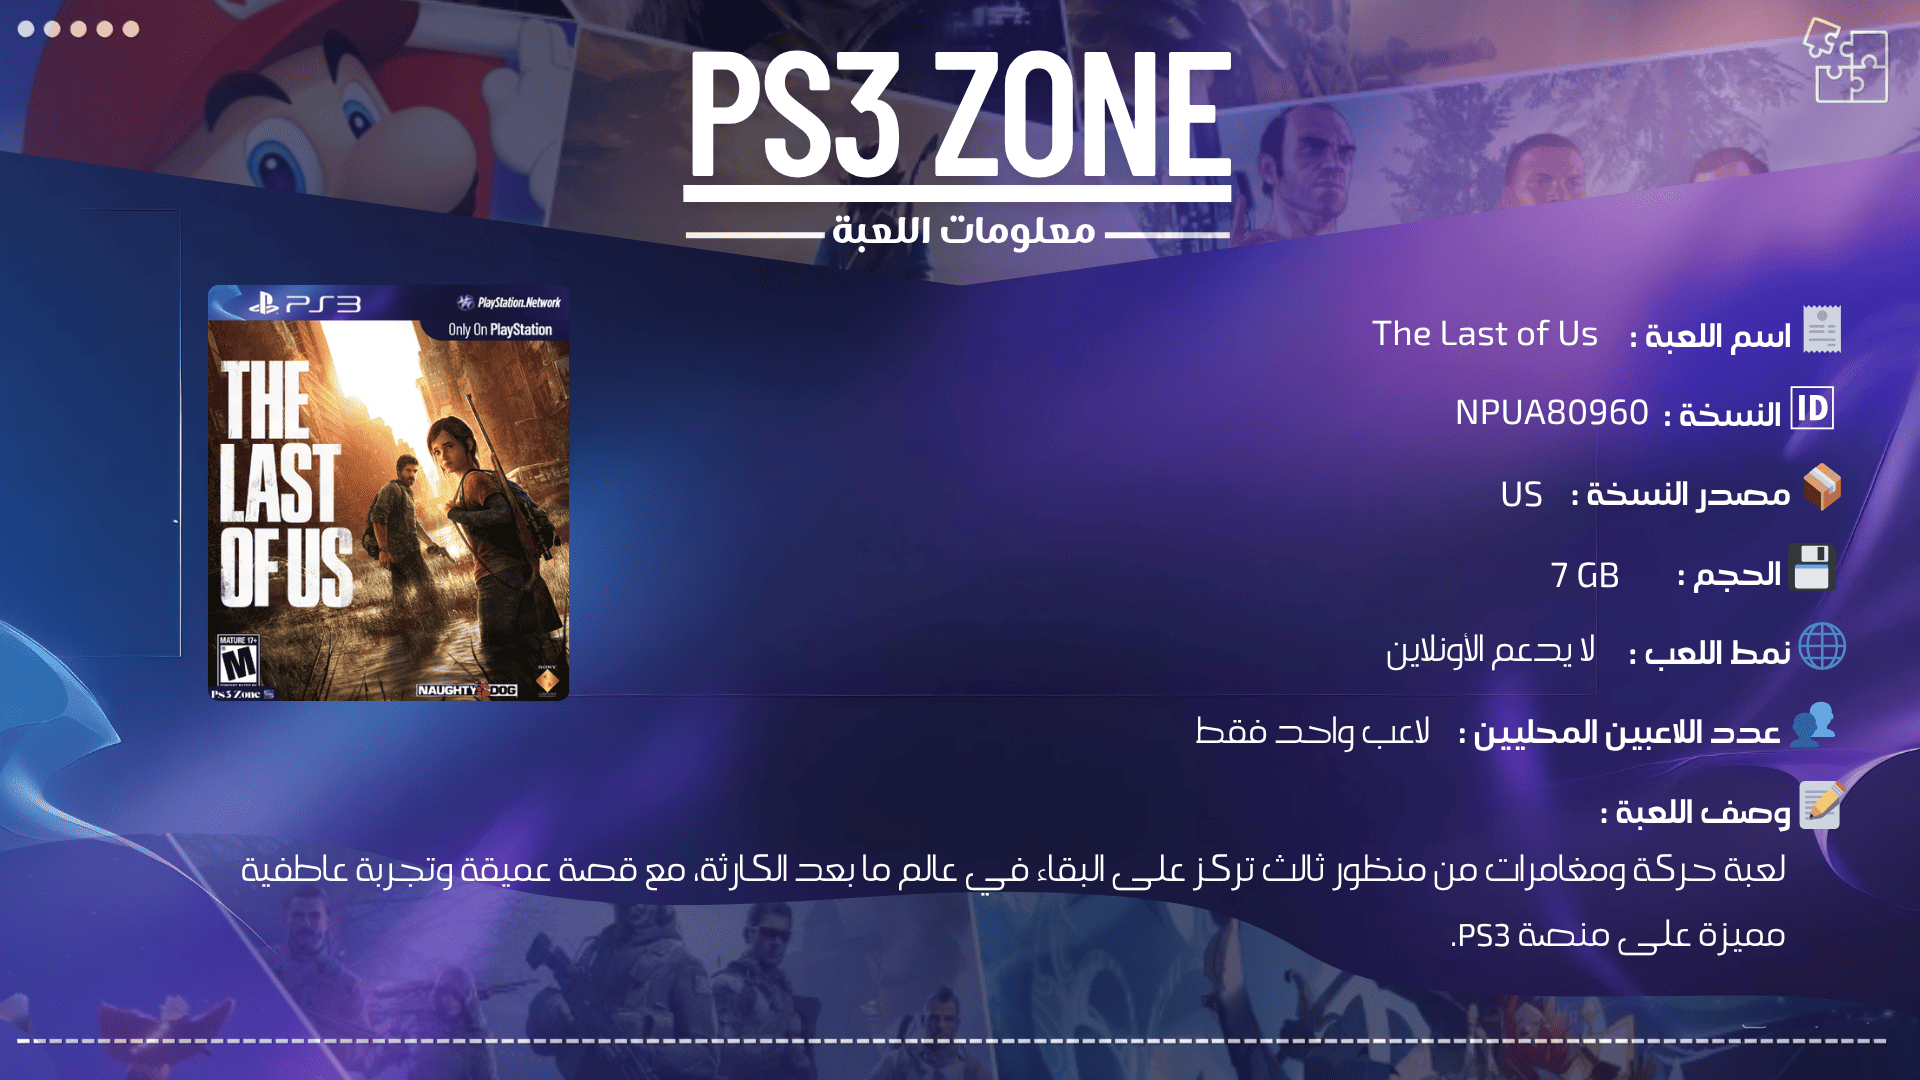 PS3 ZONE
معلومات اللعبة
PS3
PlayStation.Network
Only On PlayStation
THE
LAST
OF US
MATURE 17+
M
Ps3 Zone
NAUGHTY DOG
SONY
اسم اللعبة : The Last of Us
ID النسخة : NPUA80960
مصدر النسخة : US
الحجم : 7 GB
نمط اللعب : لا يدعم الأونلاين
عدد اللاعبين المحليين : لاعب واحد فقط
وصف اللعبة :
لعبة حركة ومغامرات من منظور ثالث تركز على البقاء في عالم ما بعد الكارثة، مع قصة عميقة وتجربة عاطفية
مميزة على منصة PS3.